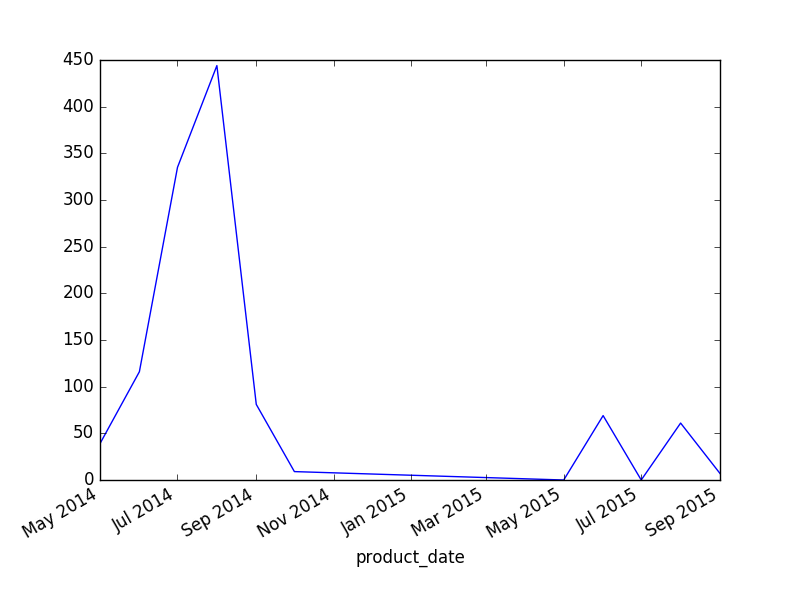 450
400
350
300
250
200
150
100
50
0
May 2014
Jul 2014
Sep 2014
Nov 2014
Jan 2015
Mar 2015
May 2015
Jul 2015
Sep 2015
product_date